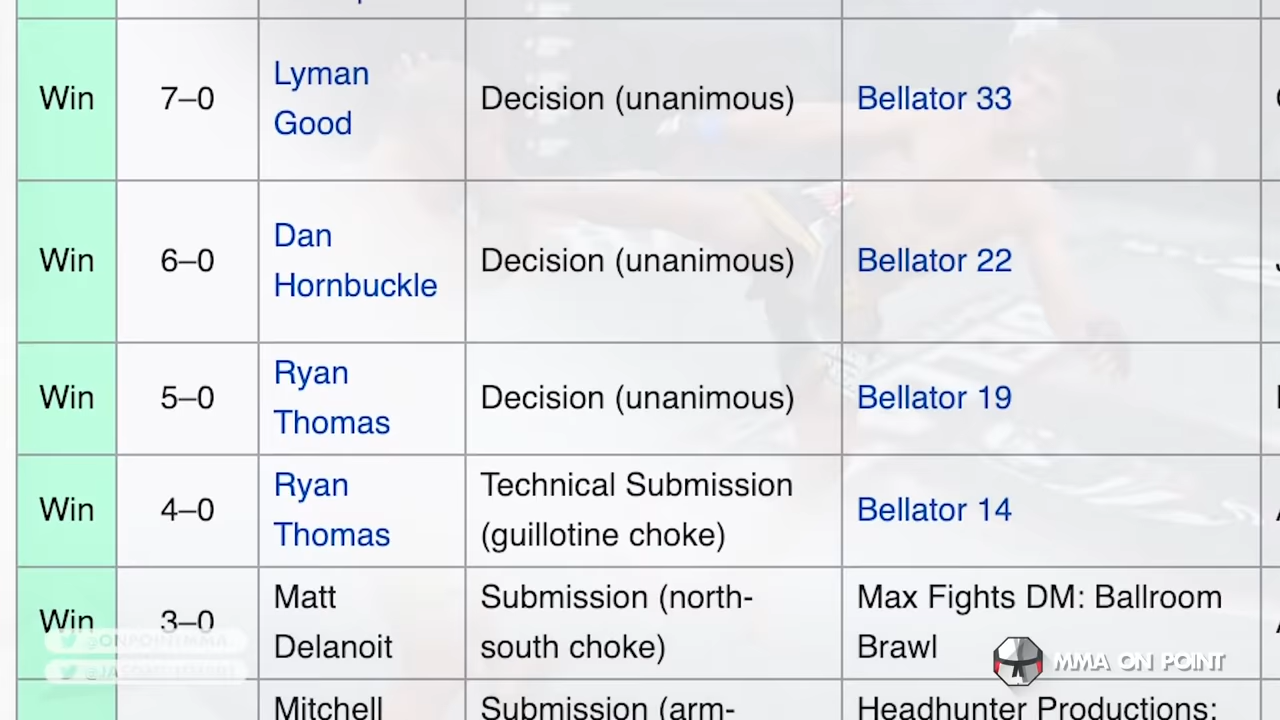 Win 7–0 Lyman Good Decision (unanimous) Bellator 33
Win 6–0 Dan Hornbuckle Decision (unanimous) Bellator 22
Win 5–0 Ryan Thomas Decision (unanimous) Bellator 19
Win 4–0 Ryan Thomas Technical Submission (guillotine choke) Bellator 14
Win 3–0 Matt Delanoit Submission (north-south choke) Max Fights DM: Ballroom Brawl
@ONPOINTMMA
MMA ON POINT
Mitchell Submission (arm- Headhunter Productions: